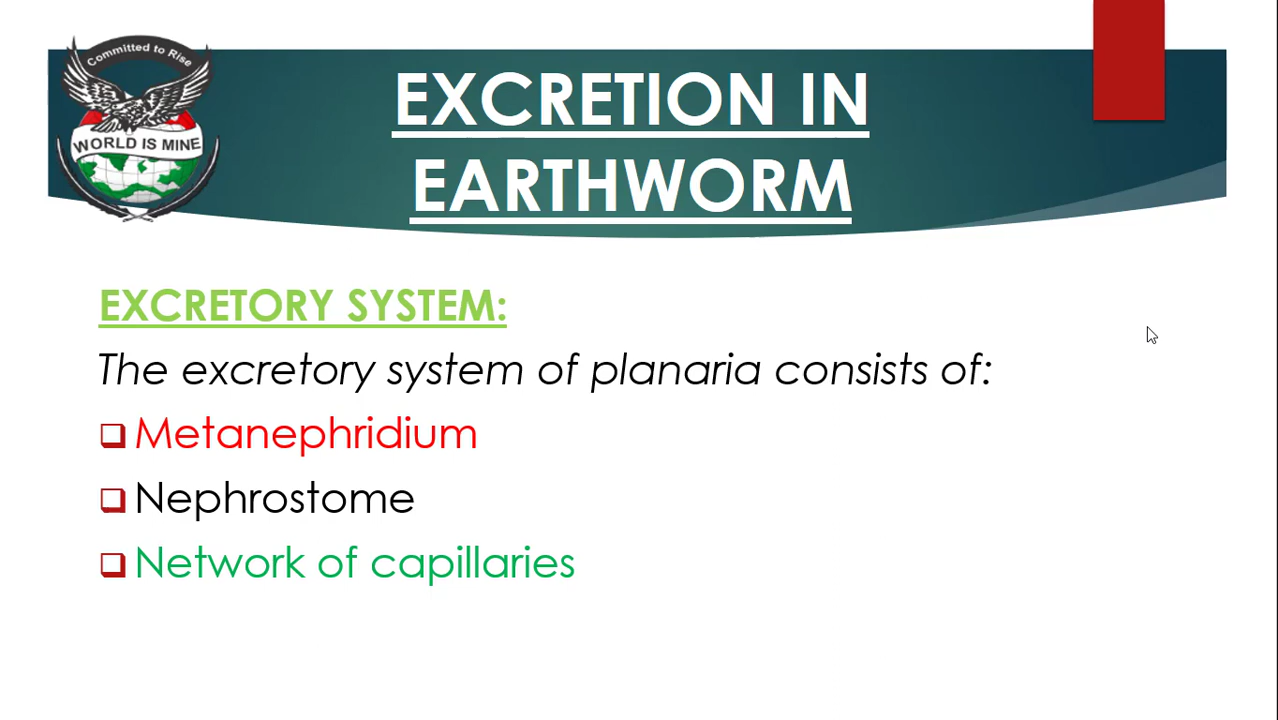 Committed to Rise
WORLD IS MINE
EXCRETION IN
EARTHWORM
EXCRETORY SYSTEM:
The excretory system of planaria consists of:
Metanephridium
Nephrostome
Network of capillaries